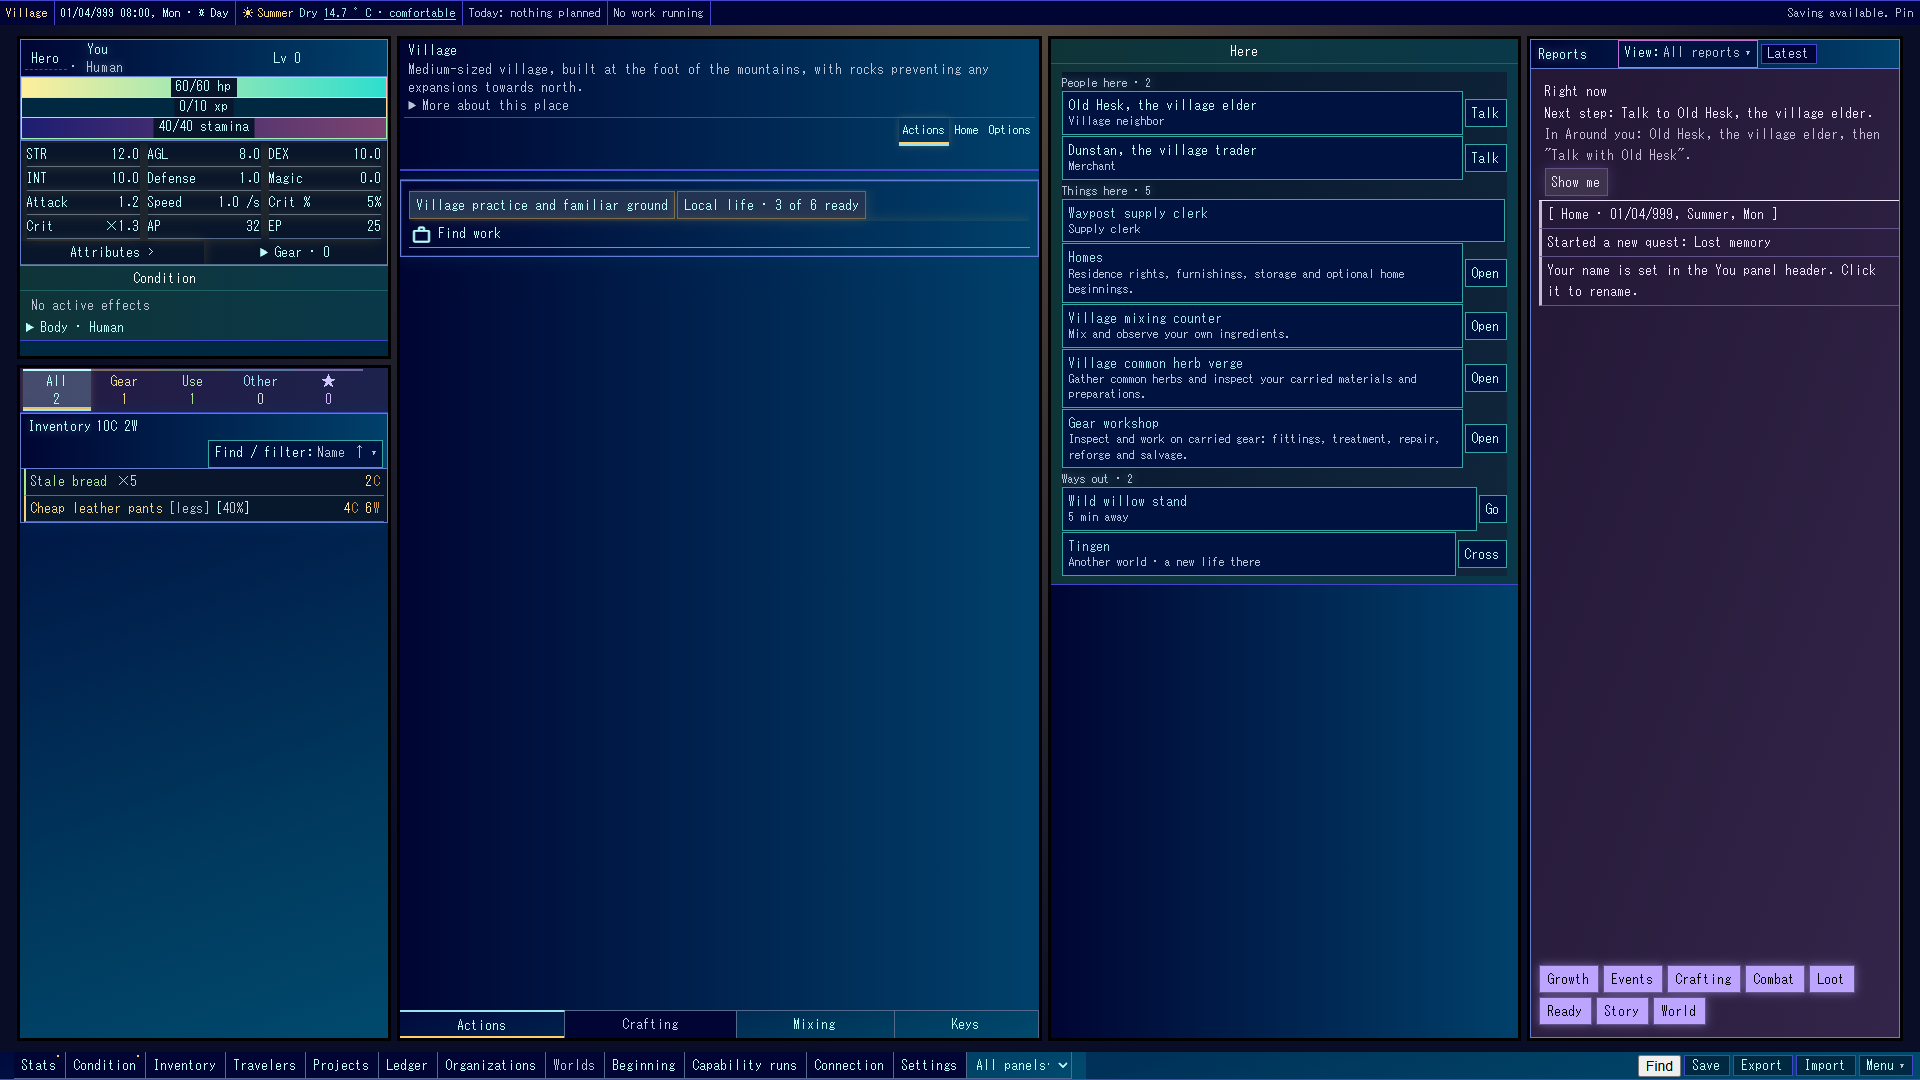 Village
01/04/999 08:00, Mon · ☀ Day
☀ Summer Dry 14.7 °C · comfortable
Today: nothing planned
No work running
Saving available. Pin
Hero ·
You
Human
Lv 0
60/60 hp
0/10 xp
40/40 stamina
STR 12.0 AGL 8.0 DEX 10.0
INT 10.0 Defense 1.0 Magic 0.0
Attack 1.2 Speed 1.0 /s Crit % 5%
Crit ×1.3 AP 32 EP 25
Attributes > ▶ Gear · 0
Condition
No active effects
▶ Body · Human
All Gear Use Other ★
2 1 1 0 0
Inventory 10C 2W
Find / filter: Name ↑ ▾
Stale bread ×5 2C
Cheap leather pants [legs] [40%] 4C 6W
Village
Medium-sized village, built at the foot of the mountains, with rocks preventing any
expansions towards north.
▶ More about this place
Actions Home Options
Village practice and familiar ground
Local life · 3 of 6 ready
Find work
Actions Crafting Mixing Keys
Here
People here · 2
Old Hesk, the village elder
Village neighbor
Talk
Dunstan, the village trader
Merchant
Talk
Things here · 5
Waypost supply clerk
Supply clerk
Homes
Residence rights, furnishings, storage and optional home
beginnings.
Open
Village mixing counter
Mix and observe your own ingredients.
Open
Village common herb verge
Gather common herbs and inspect your carried materials and
preparations.
Open
Gear workshop
Inspect and work on carried gear: fittings, treatment, repair,
reforge and salvage.
Open
Ways out · 2
Wild willow stand
5 min away
Go
Tingen
Another world · a new life there
Cross
Reports
View: All reports ▾
Latest
Right now
Next step: Talk to Old Hesk, the village elder.
In Around you: Old Hesk, the village elder, then
"Talk with Old Hesk".
Show me
[ Home · 01/04/999, Summer, Mon ]
Started a new quest: Lost memory
Your name is set in the You panel header. Click
it to rename.
Growth Events Crafting Combat Loot
Ready Story World
Stats Condition Inventory Travelers Projects Ledger Organizations Worlds Beginning Capability runs Connection Settings All panels
Find Save Export Import Menu ▾